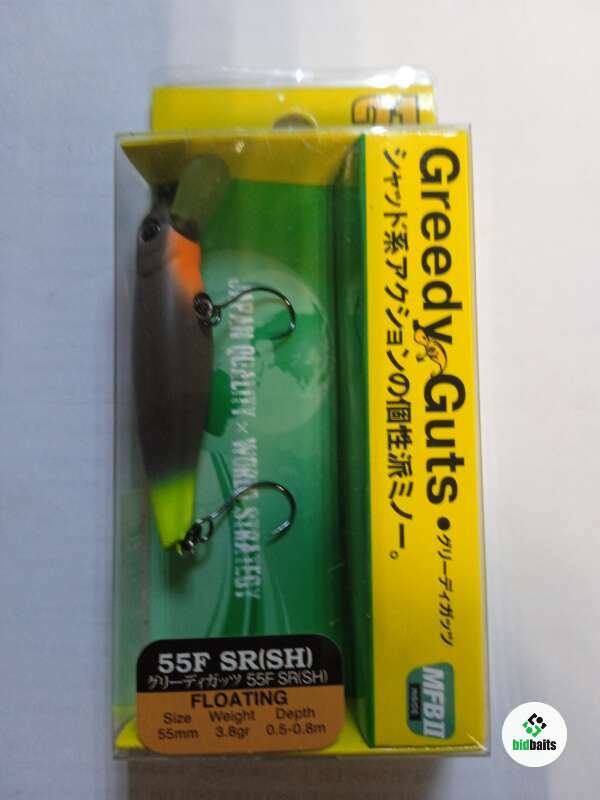 Greedy Guts
●グリーディガッツ
シャッド系アクションの個性派ミノー。
JAPAN QUALITY × WORLD STRATEGY
MFB II
55F SR(SH)
グリーディガッツ 55F SR(SH)
FLOATING
Size Weight Depth
55mm 3.8gr 0.5-0.8m
bidbaits